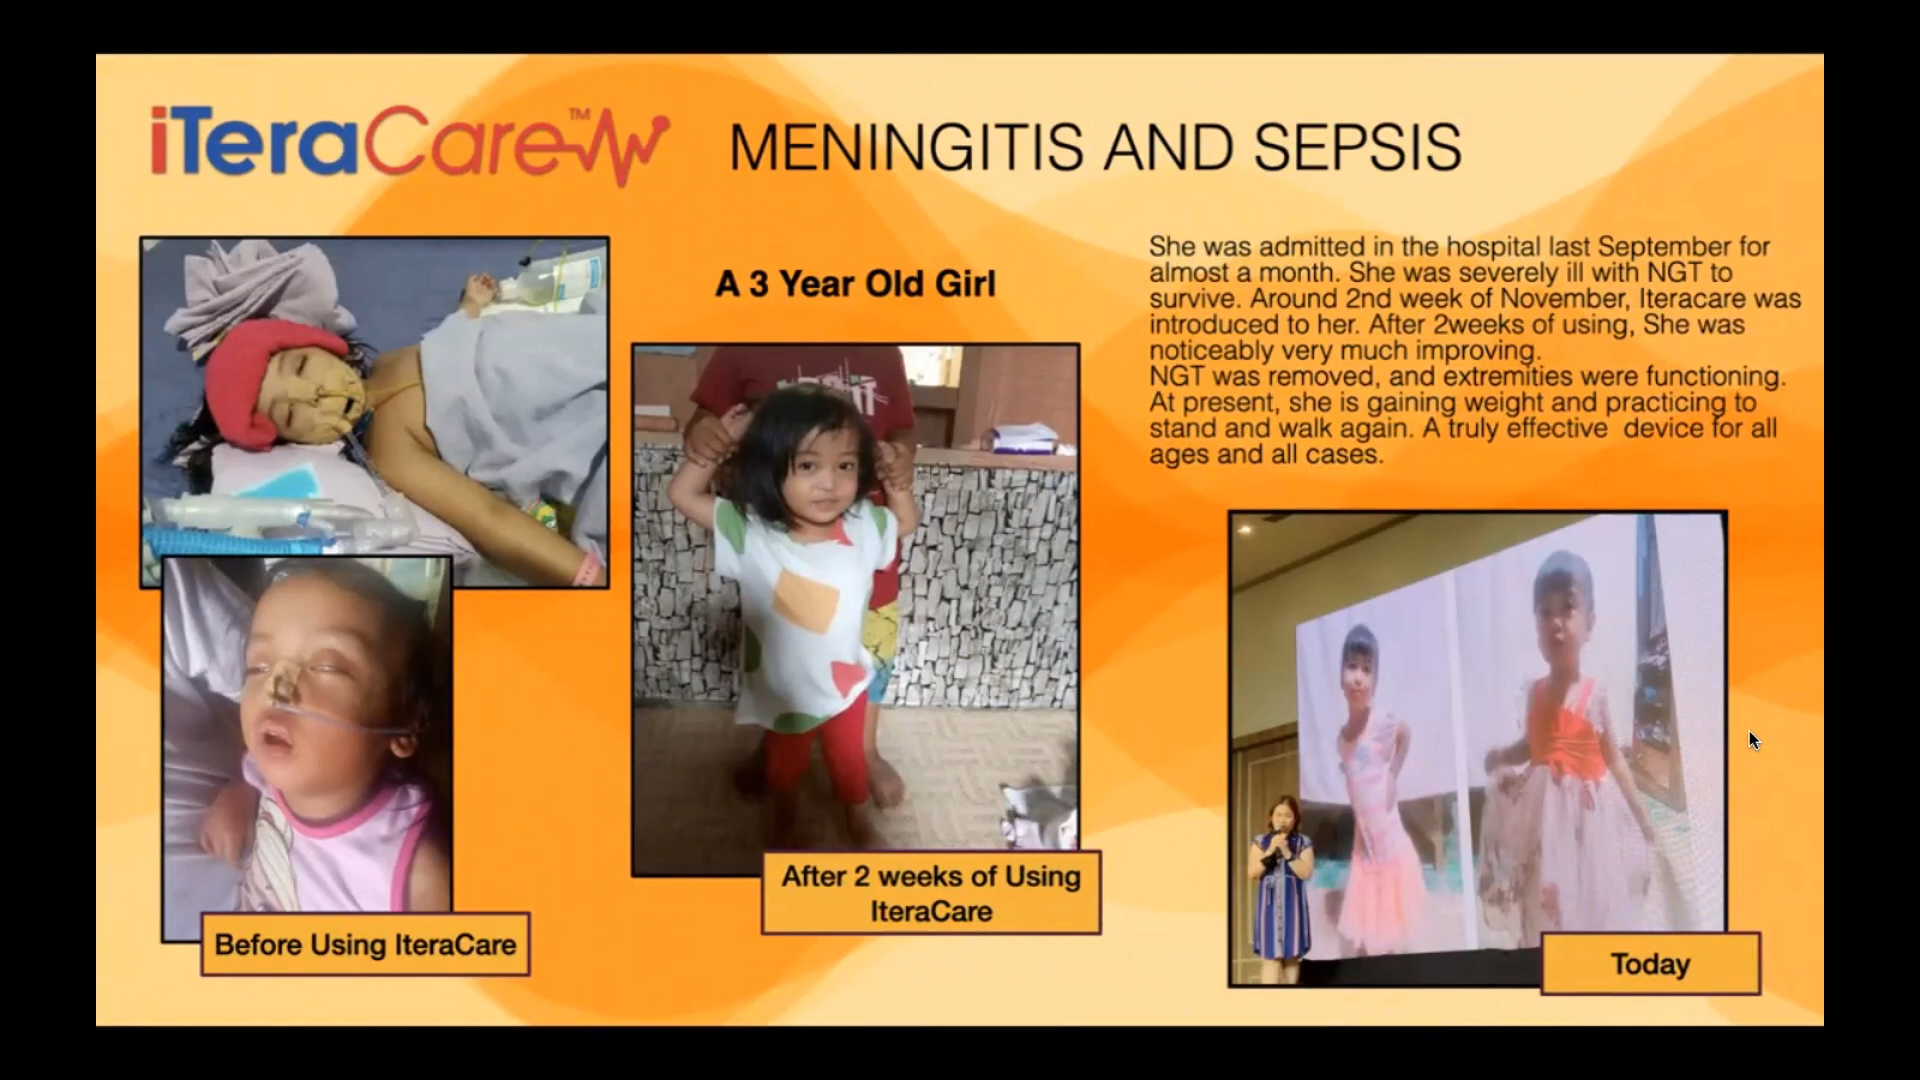 iTeraCare™
MENINGITIS AND SEPSIS
A 3 Year Old Girl
She was admitted in the hospital last September for
almost a month. She was severely ill with NGT to
survive. Around 2nd week of November, Iteracare was
introduced to her. After 2weeks of using, She was
noticeably very much improving.
NGT was removed, and extremities were functioning.
At present, she is gaining weight and practicing to
stand and walk again. A truly effective  device for all
ages and all cases.
Before Using IteraCare
After 2 weeks of Using
IteraCare
Today